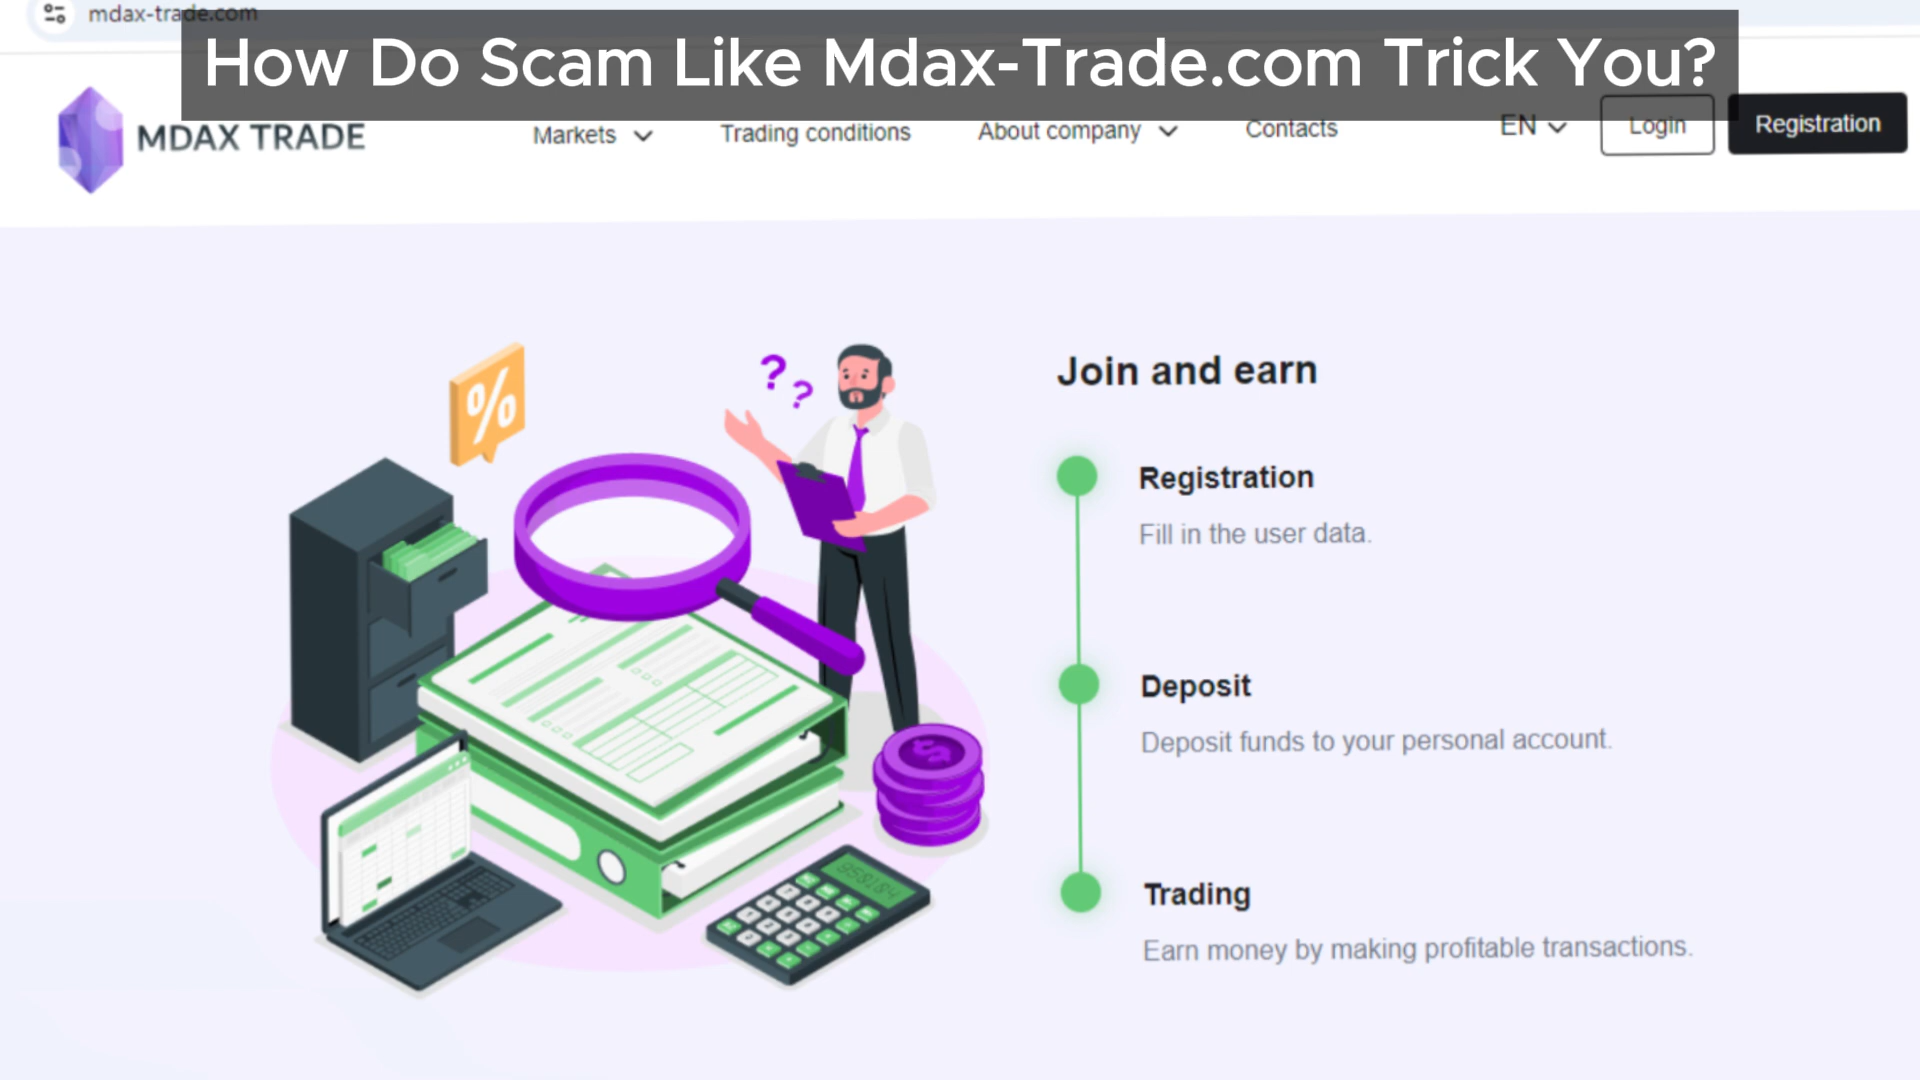 mdax-trade.com
How Do Scam Like Mdax-Trade.com Trick You?
MDAX TRADE
Markets
Trading conditions
About company
Contacts
EN
Login
Registration
%
? ?
Join and earn
Registration
Fill in the user data.
Deposit
Deposit funds to your personal account.
$
Trading
Earn money by making profitable transactions.